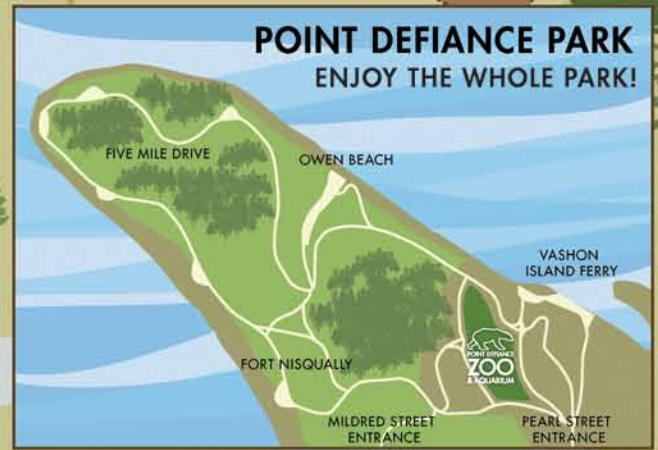 POINT DEFIANCE PARK
ENJOY THE WHOLE PARK!
FIVE MILE DRIVE
OWEN BEACH
VASHON
ISLAND FERRY
POINT DEFIANCE
ZOO
& AQUARIUM
FORT NISQUALLY
MILDRED STREET
ENTRANCE
PEARL STREET
ENTRANCE